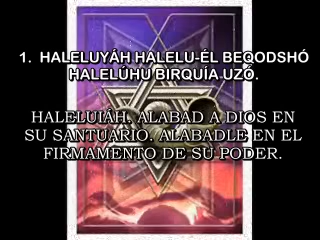 1. HALELUYÁH HALELU-ÉL BEQODSHÓ
HALELÚHU BIRQUÍA UZÓ.
HALELUIÁH, ALABAD A DIOS EN
SU SANTUARIO. ALABADLE EN EL
FIRMAMENTO DE SU PODER.